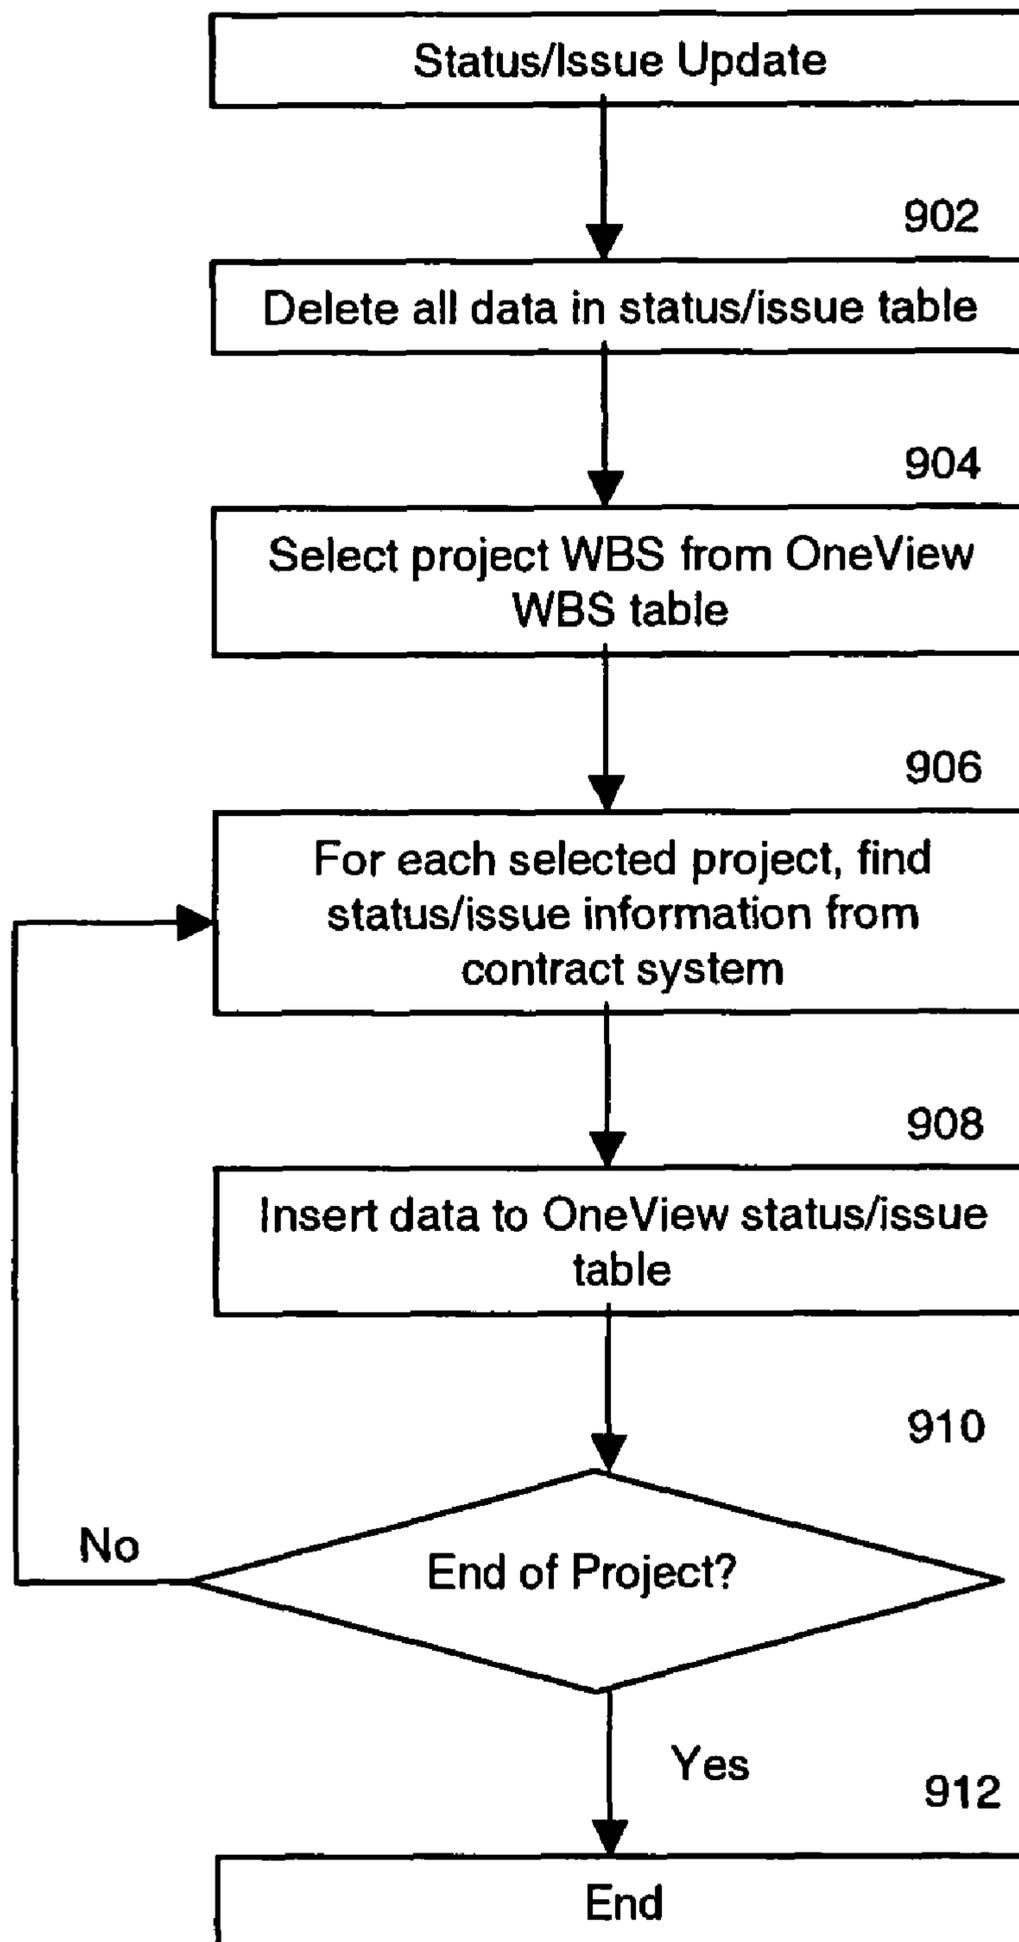 Status/Issue Update
902
Delete all data in status/issue table
904
Select project WBS from OneView
WBS table
906
For each selected project, find
status/issue information from
contract system
908
Insert data to OneView status/issue
table
910
No
End of Project?
Yes
912
End